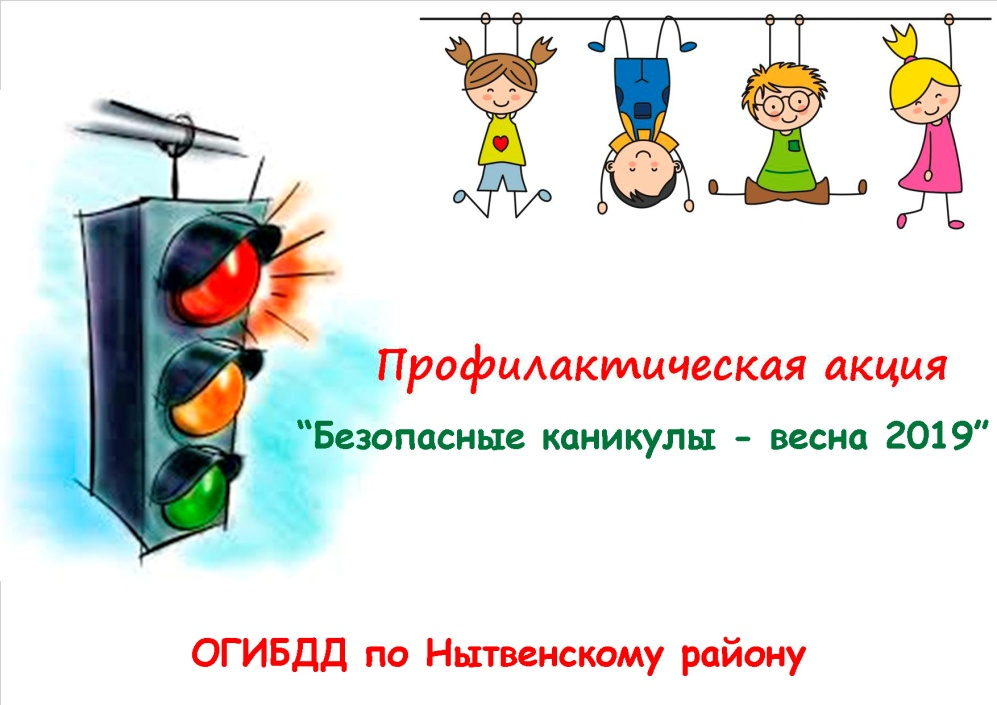 Профилактическая акция
“Безопасные каникулы - весна 2019”
ОГИБДД по Нытвенскому району